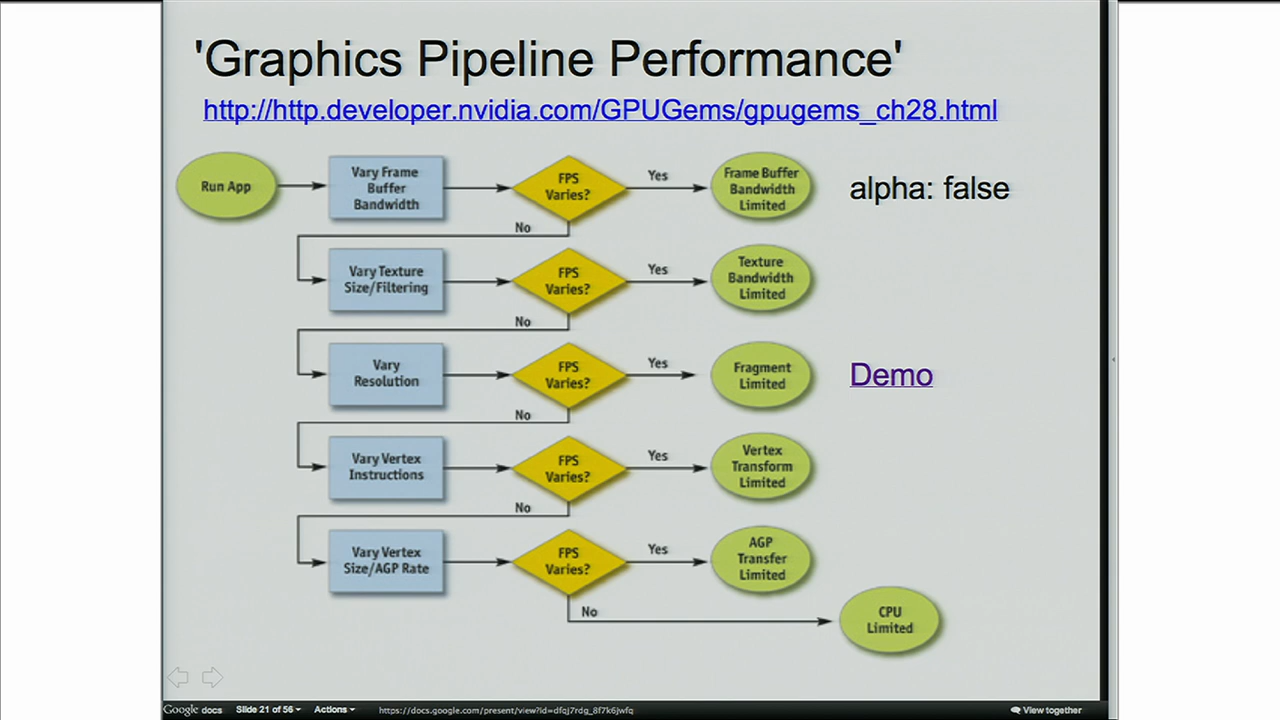 'Graphics Pipeline Performance'
http://http.developer.nvidia.com/GPUGems/gpugems_ch28.html
Run App
Vary Frame
Buffer
Bandwidth
FPS
Varies?
Yes
Frame Buffer
Bandwidth
Limited
alpha: false
No
Vary Texture
Size/Filtering
FPS
Varies?
Yes
Texture
Bandwidth
Limited
No
Vary
Resolution
FPS
Varies?
Yes
Fragment
Limited
Demo
No
Vary Vertex
Instructions
FPS
Varies?
Yes
Vertex
Transform
Limited
No
Vary Vertex
Size/AGP Rate
FPS
Varies?
Yes
AGP
Transfer
Limited
No
CPU
Limited
Google docs
Slide 21 of 56
Actions
https://docs.google.com/present/view?id=dfqj7rdg_8f7k6jwfq
View together